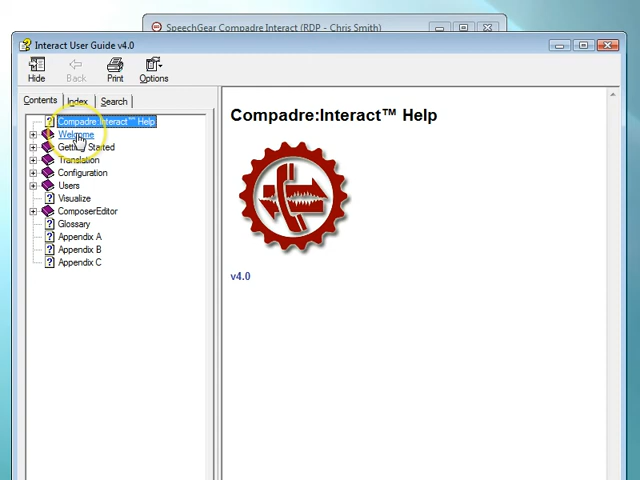 SpeechGear Compadre Interact (RDP - Chris Smith)
Interact User Guide v4.0
Hide
Back
Print
Options
Contents
Index
Search
Compadre:Interact™ Help
Welcome
Getting Started
Translation
Configuration
Users
Visualize
ComposerEditor
Glossary
Appendix A
Appendix B
Appendix C
Compadre:Interact™ Help
v4.0